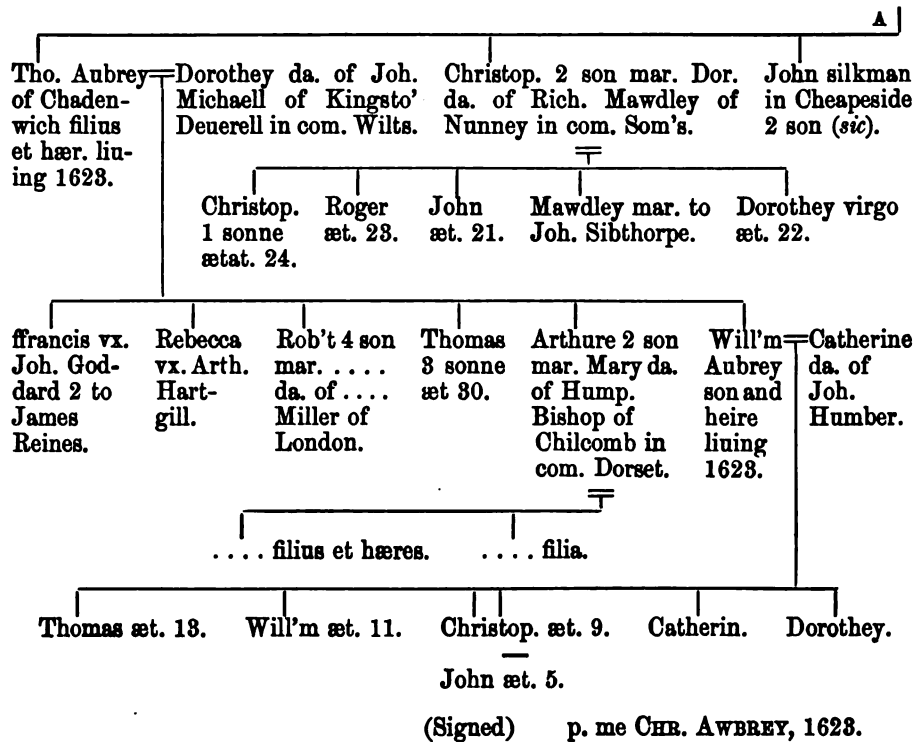 A
Tho. Aubrey
of Chaden-
wich filius
et hær. liu-
ing 1623.
Dorothey da. of Joh.
Michaell of Kingsto'
Deuerell in com. Wilts.
Christop. 2 son mar. Dor.
da. of Rich. Mawdley of
Nunney in com. Som's.
John silkman
in Cheapeside
2 son (sic).
Christop.
1 sonne
ætat. 24.
Roger
æt. 23.
John
æt. 21.
Mawdley mar. to
Joh. Sibthorpe.
Dorothey virgo
æt. 22.
ffrancis vx.
Joh. God-
dard 2 to
James
Reines.
Rebecca
vx. Arth.
Hart-
gill.
Rob't 4 son
mar. . . . . .
da. of . . . .
Miller of
London.
Thomas
3 sonne
æt 30.
Arthure 2 son
mar. Mary da.
of Hump.
Bishop of
Chilcomb in
com. Dorset.
Will'm
Aubrey
son and
heire
liuing
1623.
Catherine
da. of
Joh.
Humber.
. . . . filius et hæres.
. . . . filia.
Thomas æt. 13.
Will'm æt. 11.
Christop. æt. 9.
Catherin.
Dorothey.
John æt. 5.
(Signed) p. me CHR. AWBREY, 1623.